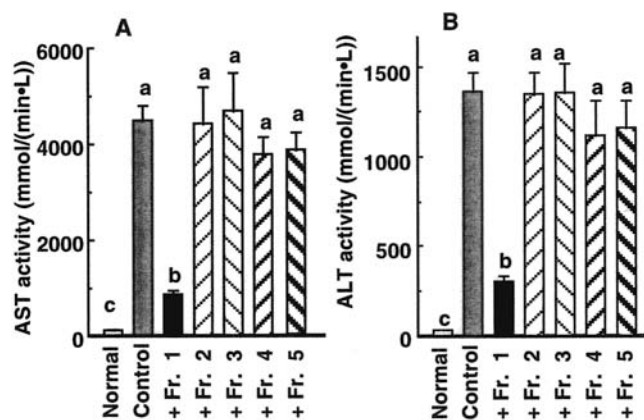 A
AST activity (mmol/(min•L))
6000
4000
2000
0
a
b
c
a
a
a
a
Normal
Control
+ Fr. 1
+ Fr. 2
+ Fr. 3
+ Fr. 4
+ Fr. 5
B
ALT activity (mmol/(min•L))
1500
1000
500
0
a
b
c
a
a
a
a
Normal
Control
+ Fr. 1
+ Fr. 2
+ Fr. 3
+ Fr. 4
+ Fr. 5